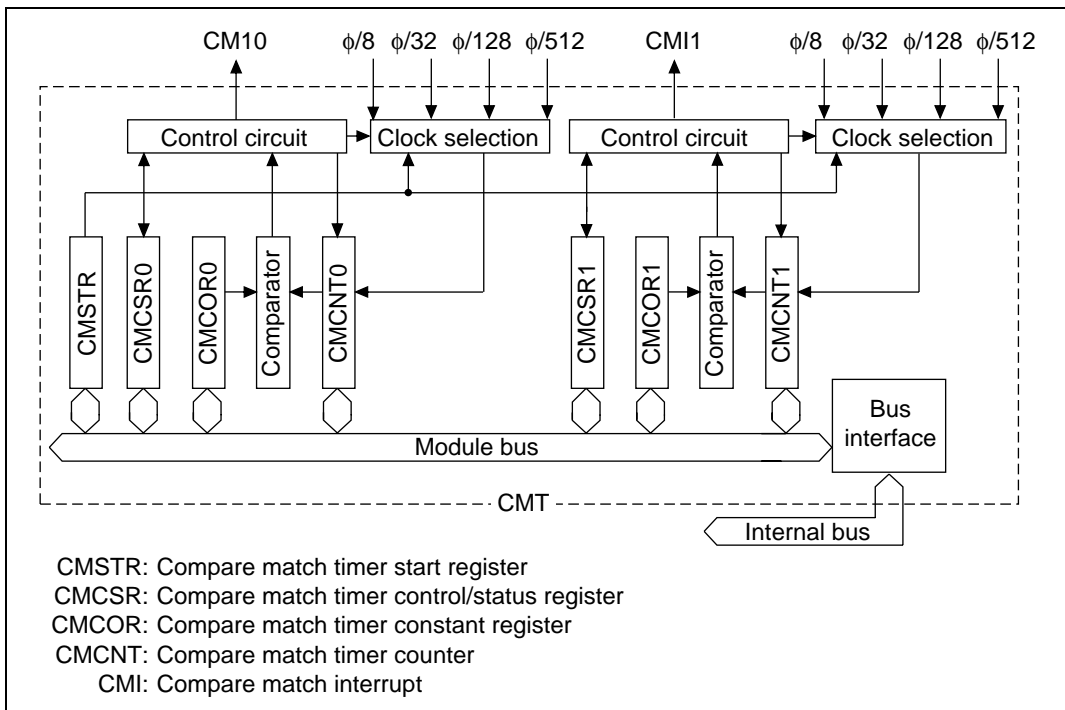 CM10 ϕ/8 ϕ/32 ϕ/128 ϕ/512 CMI1 ϕ/8 ϕ/32 ϕ/128 ϕ/512
Control circuit Clock selection Control circuit Clock selection
CMSTR
CMCSR0
CMCOR0
Comparator
CMCNT0
CMCSR1
CMCOR1
Comparator
CMCNT1
Bus
interface
Module bus
CMT
Internal bus
CMSTR: Compare match timer start register
CMCSR: Compare match timer control/status register
CMCOR: Compare match timer constant register
CMCNT: Compare match timer counter
CMI: Compare match interrupt